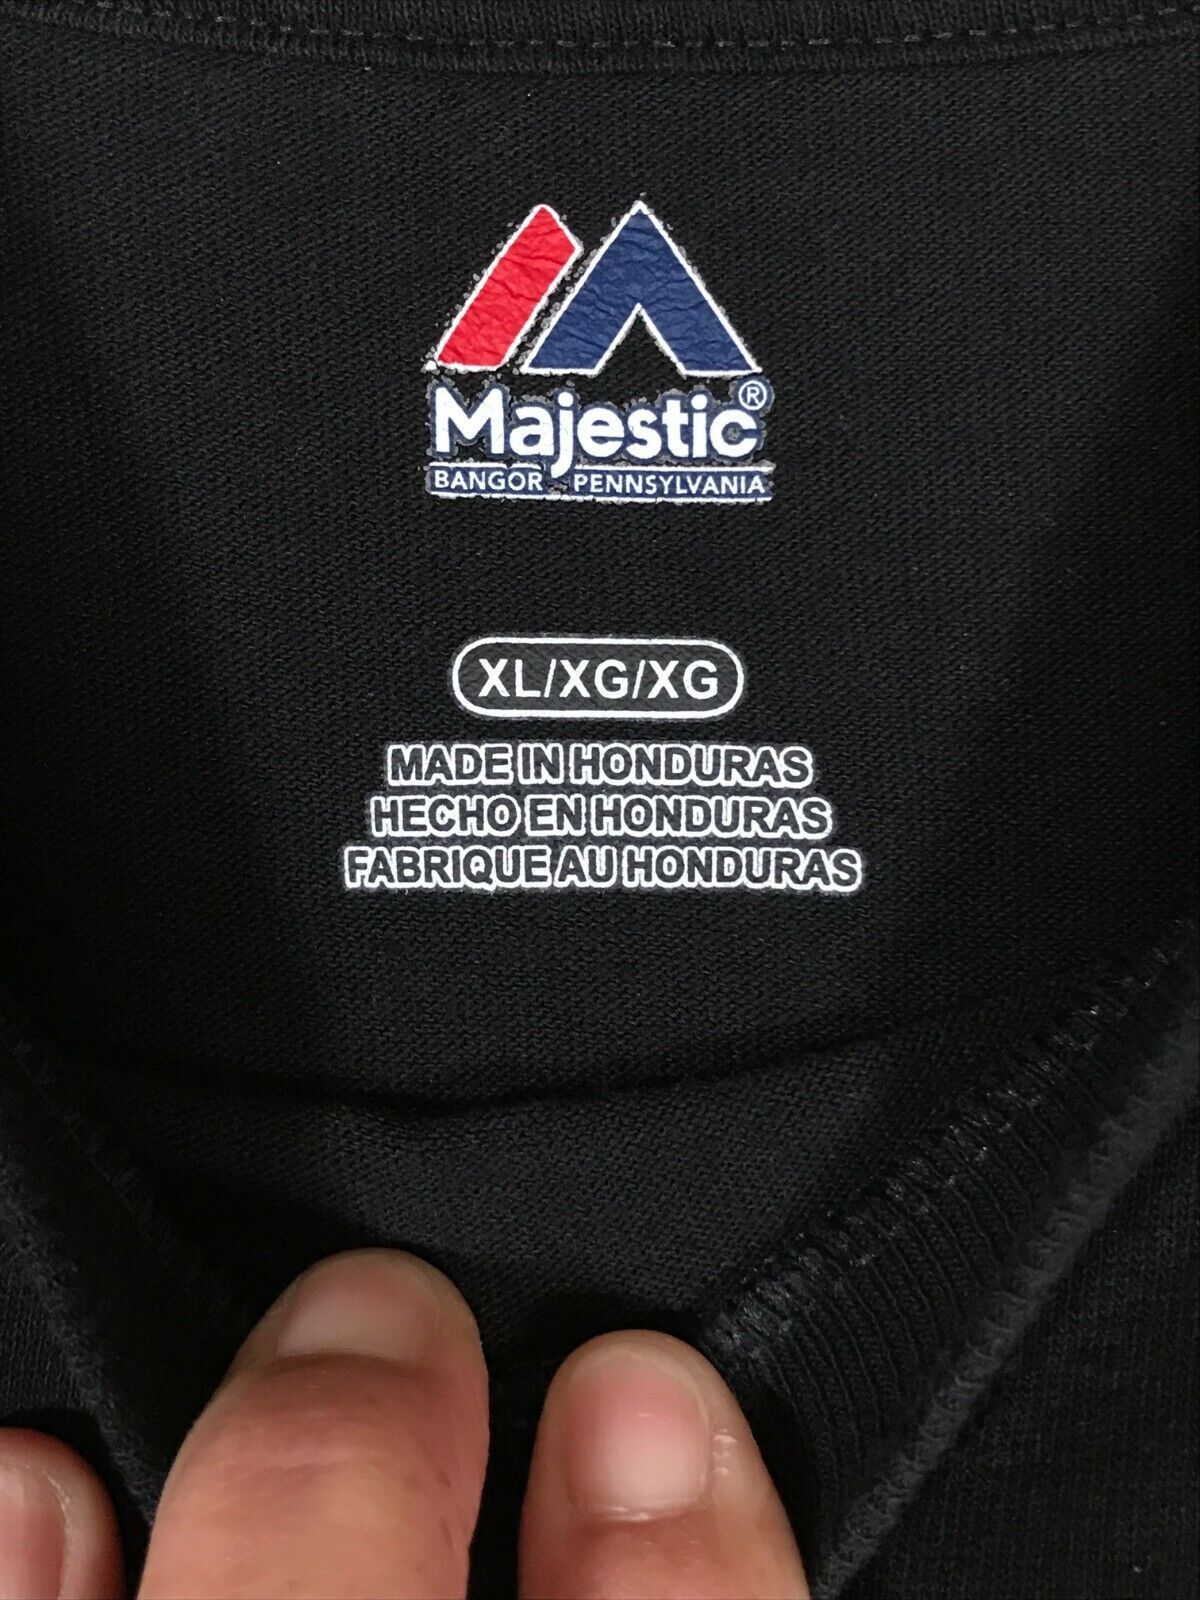 Majestic®
BANGOR PENNSYLVANIA
XL/XG/XG
MADE IN HONDURAS
HECHO EN HONDURAS
FABRIQUE AU HONDURAS